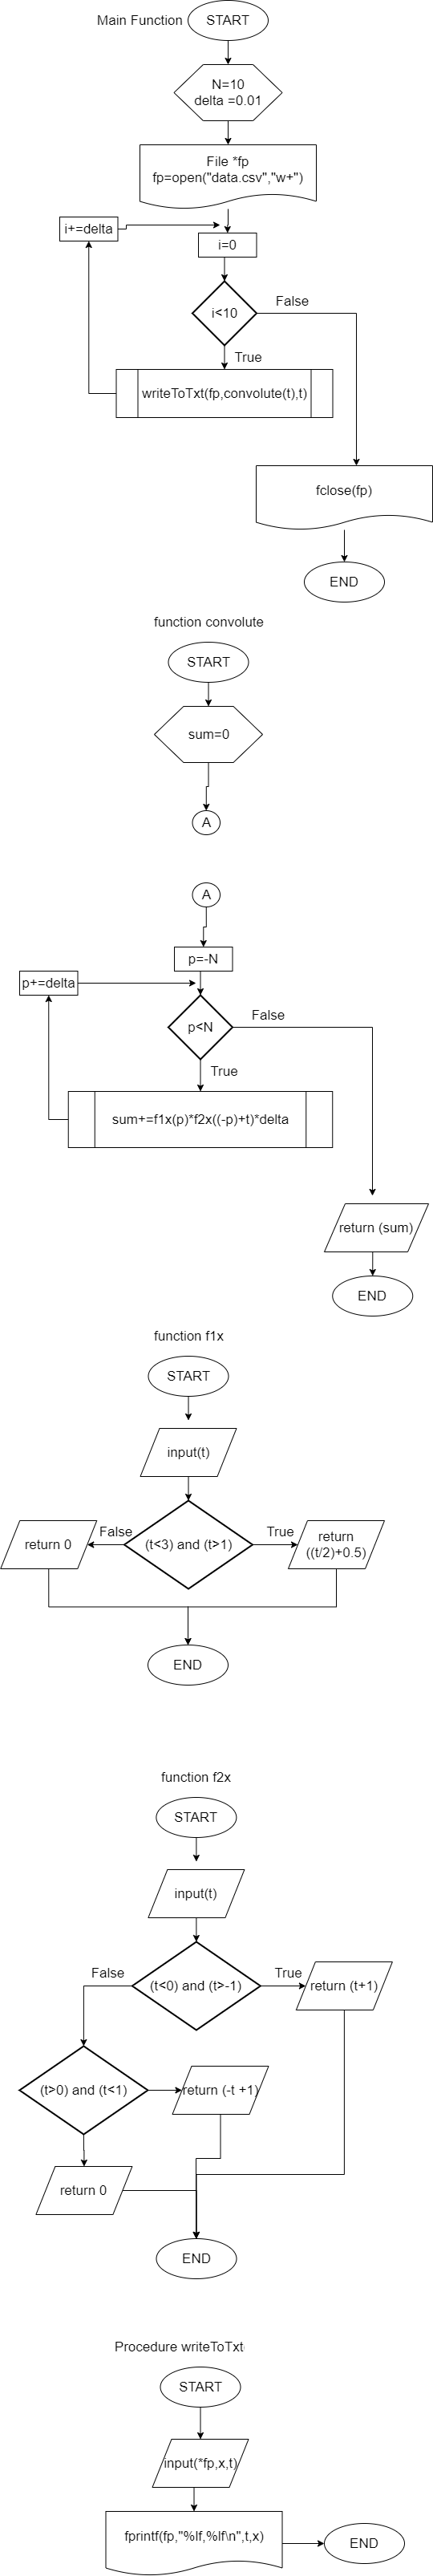 Main Function
START
N=10
delta =0.01
File *fp
fp=open("data.csv","w+")
i+=delta
i=0
i<10
False
True
writeToTxt(fp,convolute(t),t)
fclose(fp)
END
function convolute
START
sum=0
A
A
p=-N
p+=delta
p<N
False
True
sum+=f1x(p)*f2x((-p)+t)*delta
return (sum)
END
function f1x
START
input(t)
(t<3) and (t>1)
False
True
return 0
return
((t/2)+0.5)
END
function f2x
START
input(t)
(t<0) and (t>-1)
False
True
return (t+1)
(t>0) and (t<1)
return (-t +1)
return 0
END
Procedure writeToTxt
START
input(*fp,x,t)
fprintf(fp,"%lf,%lf\n",t,x)
END